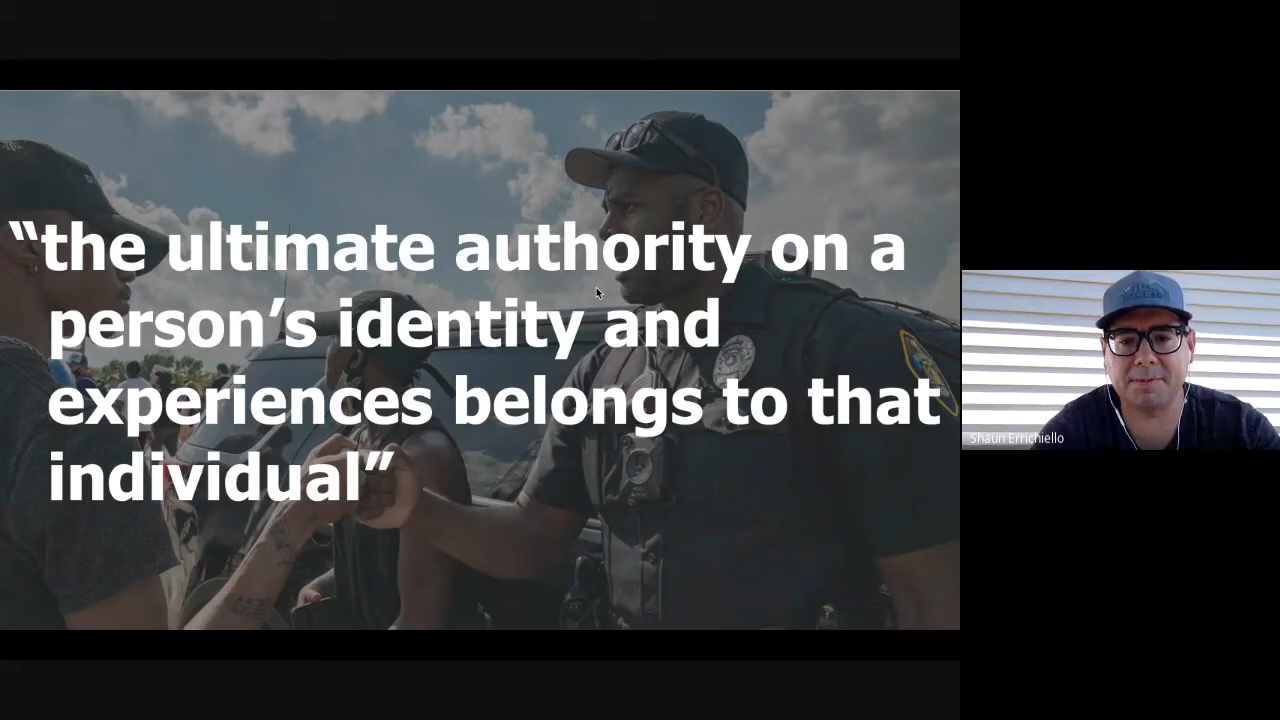 “the ultimate authority on a
person’s identity and
experiences belongs to that
individual”
Shaun Errichiello